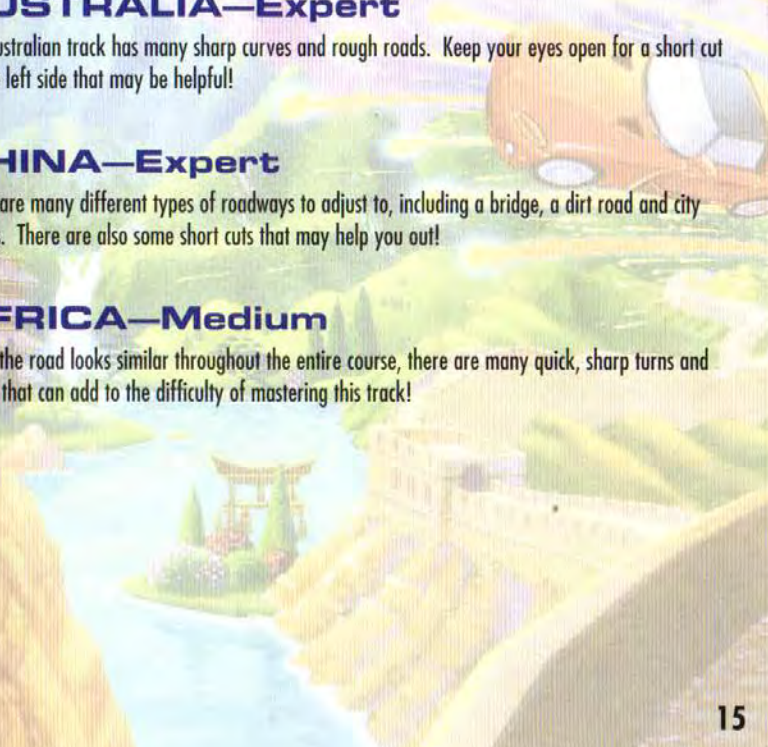 USTRALIA—Expert
ustralian track has many sharp curves and rough roads. Keep your eyes open for a short cut
left side that may be helpful!
HINA—Expert
are many different types of roadways to adjust to, including a bridge, a dirt road and city
. There are also some short cuts that may help you out!
FRICA—Medium
the road looks similar throughout the entire course, there are many quick, sharp turns and
that can add to the difficulty of mastering this track!
15